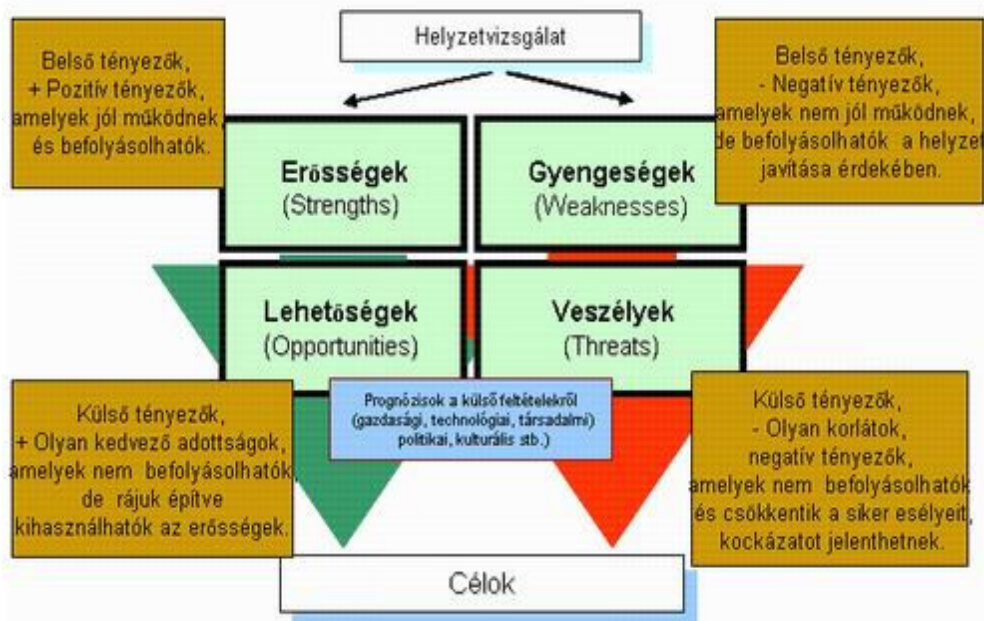 Helyzetvizsgálat
Belső tényezők,
+ Pozitív tényezők,
amelyek jól működnek,
és befolyásolhatók.
Belső tényezők,
- Negatív tényezők,
amelyek nem jól működnek,
de befolyásolhatók a helyzet
javítása érdekében.
Erősségek
(Strengths)
Gyengeségek
(Weaknesses)
Lehetőségek
(Opportunities)
Veszélyek
(Threats)
Prognózisok a külső feltételekről
(gazdasági, technológiai, társadalmi)
politikai, kulturális stb.)
Külső tényezők,
+ Olyan kedvező adottságok,
amelyek nem befolyásolhatók,
de rájuk építve
kihasználhatók az erősségek.
Külső tényezők,
- Olyan korlátok,
negatív tényezők,
amelyek nem befolyásolhatók
és csökkentik a siker esélyeit,
kockázatot jelenthetnek.
Célok